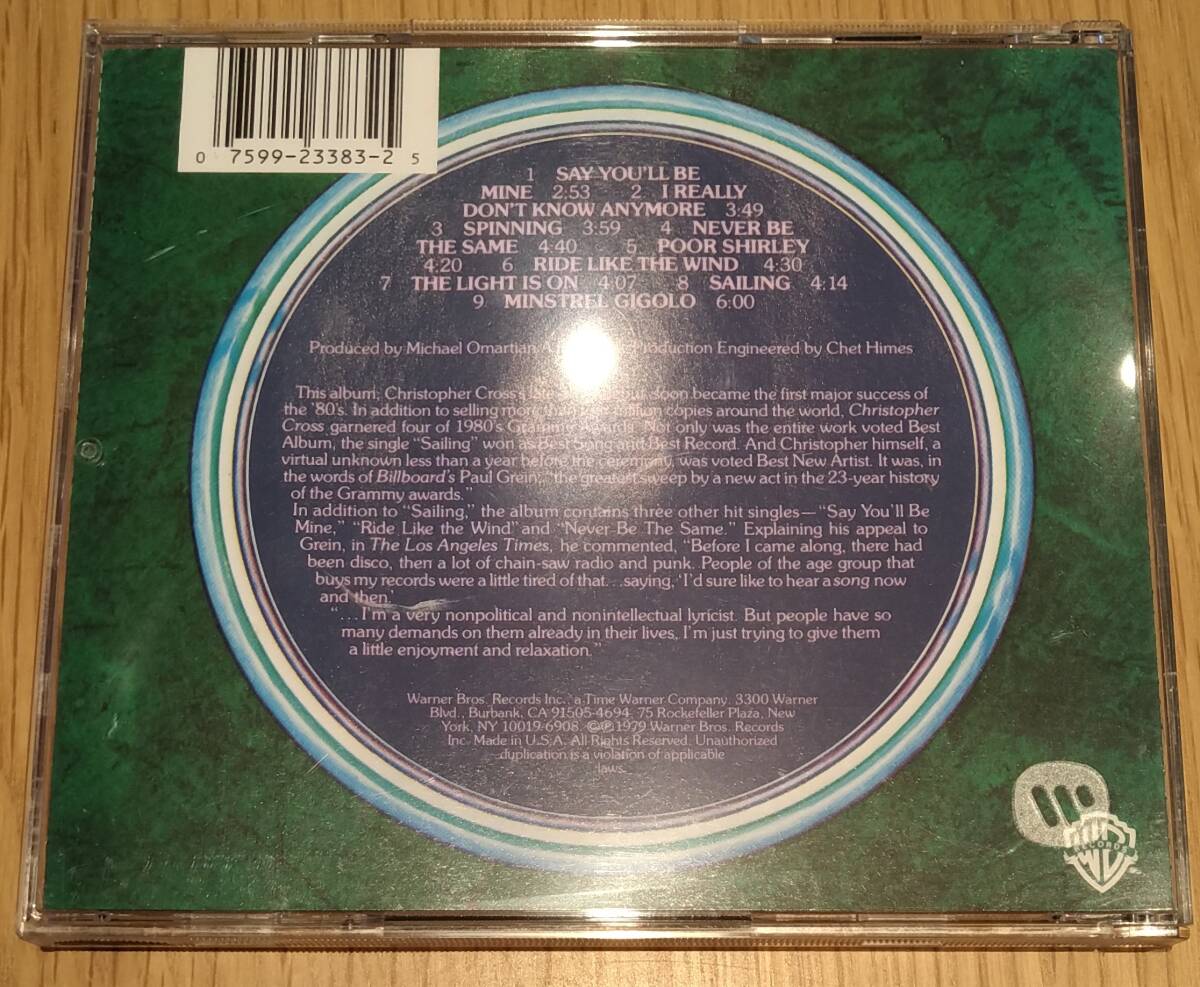 0 7599-23383-2 5
1 SAY YOU'LL BE
MINE 2:53 2 I REALLY
DON'T KNOW ANYMORE 3:49
3 SPINNING 3:59 4 NEVER BE
THE SAME 4:40 5 POOR SHIRLEY
4:20 6 RIDE LIKE THE WIND 4:30
7 THE LIGHT IS ON 4:07 8 SAILING 4:14
9 MINSTREL GIGOLO 6:00
Produced by Michael Omartian Production Engineered by Chet Himes
This album, Christopher Cross's soon became the first major success of
the '80's. In addition to selling more than million copies around the world, Christopher
Cross garnered four of 1980's Grammy Awards. Not only was the entire work voted Best
Album, the single "Sailing" won as Best Song and Best Record. And Christopher himself, a
virtual unknown less than a year before the ceremony, was voted Best New Artist. It was, in
the words of Billboard's Paul Grein, "the greatest sweep by a new act in the 23-year history
of the Grammy awards."
In addition to "Sailing," the album contains three other hit singles—"Say You'll Be
Mine," "Ride Like the Wind" and "Never Be The Same." Explaining his appeal to
Grein, in The Los Angeles Times, he commented, "Before I came along, there had
been disco, then a lot of chain-saw radio and punk. People of the age group that
buys my records were a little tired of that...saying, 'I'd sure like to hear a song now
and then.'
"...I'm a very nonpolitical and nonintellectual lyricist. But people have so
many demands on them already in their lives, I'm just trying to give them
a little enjoyment and relaxation."
Warner Bros. Records Inc., a Time Warner Company. 3300 Warner
Blvd., Burbank, CA 91505-4694. 75 Rockefeller Plaza, New
York, NY 10019-6908. ©℗ 1979 Warner Bros. Records
Inc. Made in U.S.A. All Rights Reserved. Unauthorized
duplication is a violation of applicable
laws.
RECORDS